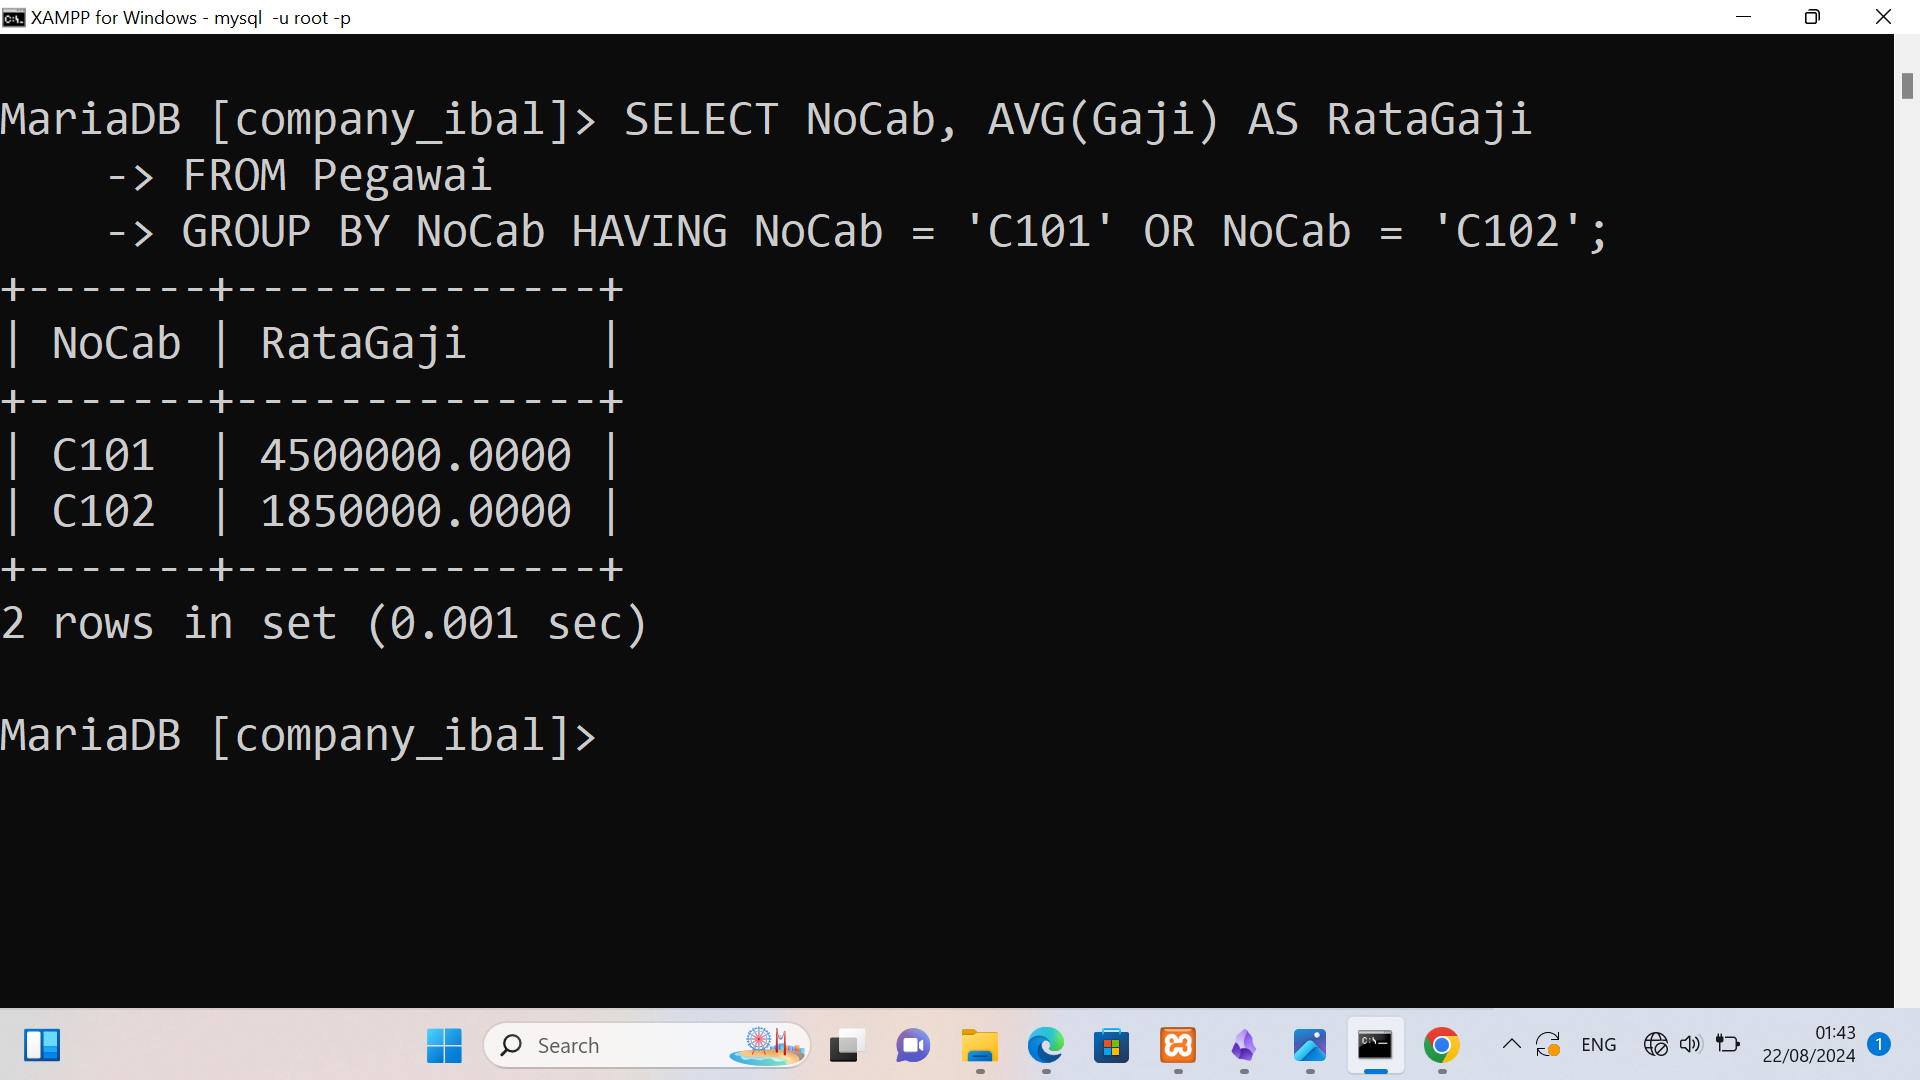 XAMPP for Windows - mysql  -u root -p
MariaDB [company_ibal]> SELECT NoCab, AVG(Gaji) AS RataGaji
    -> FROM Pegawai
    -> GROUP BY NoCab HAVING NoCab = 'C101' OR NoCab = 'C102';
+-------+--------------+
| NoCab | RataGaji     |
+-------+--------------+
| C101  | 4500000.0000 |
| C102  | 1850000.0000 |
+-------+--------------+
2 rows in set (0.001 sec)
MariaDB [company_ibal]>
Search
ENG
01:43
22/08/2024
1